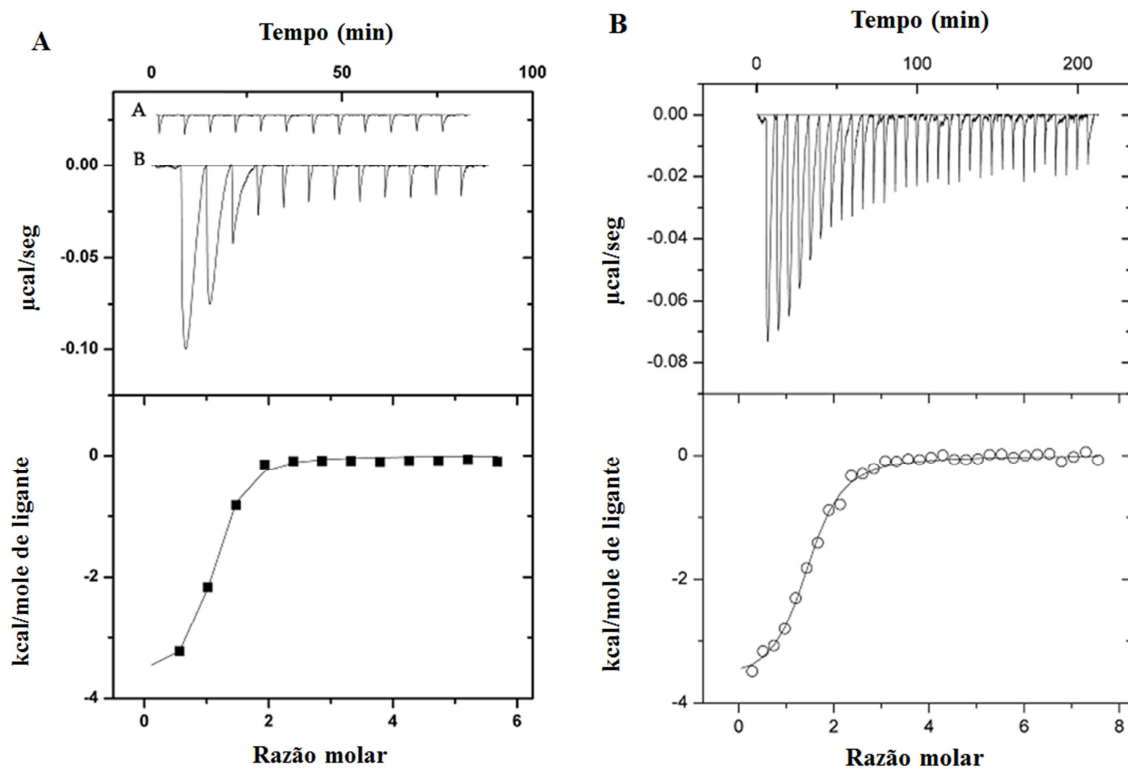 A
Tempo (min)
0 50 100
A
B
0.00
-0.05
-0.10
µcal/seg
0
-2
-4
kcal/mole de ligante
0 2 4 6
Razão molar
B
Tempo (min)
0 100 200
0.00
-0.02
-0.04
-0.06
-0.08
µcal/seg
0
-2
-4
kcal/mole de ligante
0 2 4 6 8
Razão molar